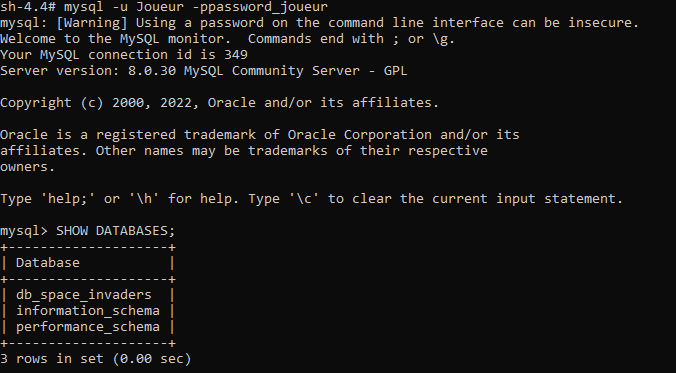 sh-4.4# mysql -u Joueur -ppassword_joueur
mysql: [Warning] Using a password on the command line interface can be insecure.
Welcome to the MySQL monitor.  Commands end with ; or \g.
Your MySQL connection id is 349
Server version: 8.0.30 MySQL Community Server - GPL

Copyright (c) 2000, 2022, Oracle and/or its affiliates.

Oracle is a registered trademark of Oracle Corporation and/or its
affiliates. Other names may be trademarks of their respective
owners.

Type 'help;' or '\h' for help. Type '\c' to clear the current input statement.

mysql> SHOW DATABASES;
+--------------------+
| Database           |
+--------------------+
| db_space_invaders  |
| information_schema |
| performance_schema |
+--------------------+
3 rows in set (0.00 sec)